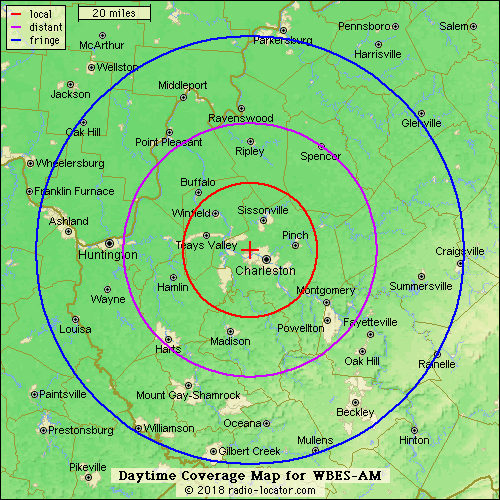 local
distant
fringe
20 miles
McArthur
Parkersburg
Pennsboro
Salem
Harrisville
Wellston
Jackson
Middleport
Ravenswood
Glenville
Oak Hill
Point Pleasant
Ripley
Spencer
Wheelersburg
Buffalo
Franklin Furnace
Winfield
Sissonville
Ashland
Teays Valley
Pinch
Huntington
Charleston
Craigsville
Hamlin
Summersville
Wayne
Montgomery
Louisa
Powellton
Fayetteville
Harts
Madison
Oak Hill
Rainelle
Paintsville
Mount Gay-Shamrock
Beckley
Prestonsburg
Williamson
Oceana
Hinton
Gilbert Creek
Mullens
Pikeville
Daytime Coverage Map for WBES-AM
© 2018 radio-locator.com